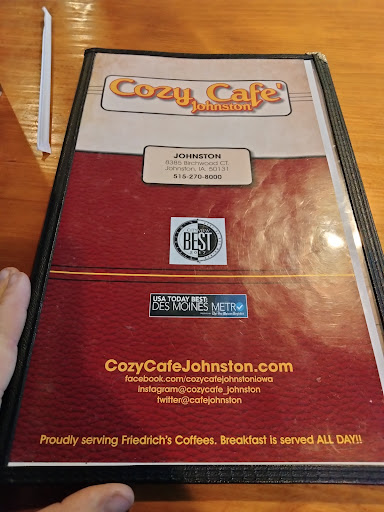 Cozy Cafe'
Johnston
JOHNSTON
8385 Birchwood CT
Johnston, IA. 50131
515-270-8000
BEST
USA TODAY BEST:
DES MOINES METRO
CozyCafeJohnston.com
facebook.com/cozycafejohnstoniowa
instagram@cozycafe_johnston
twitter@cafejohnston
Proudly serving Friedrich's Coffees. Breakfast is served ALL DAY!!